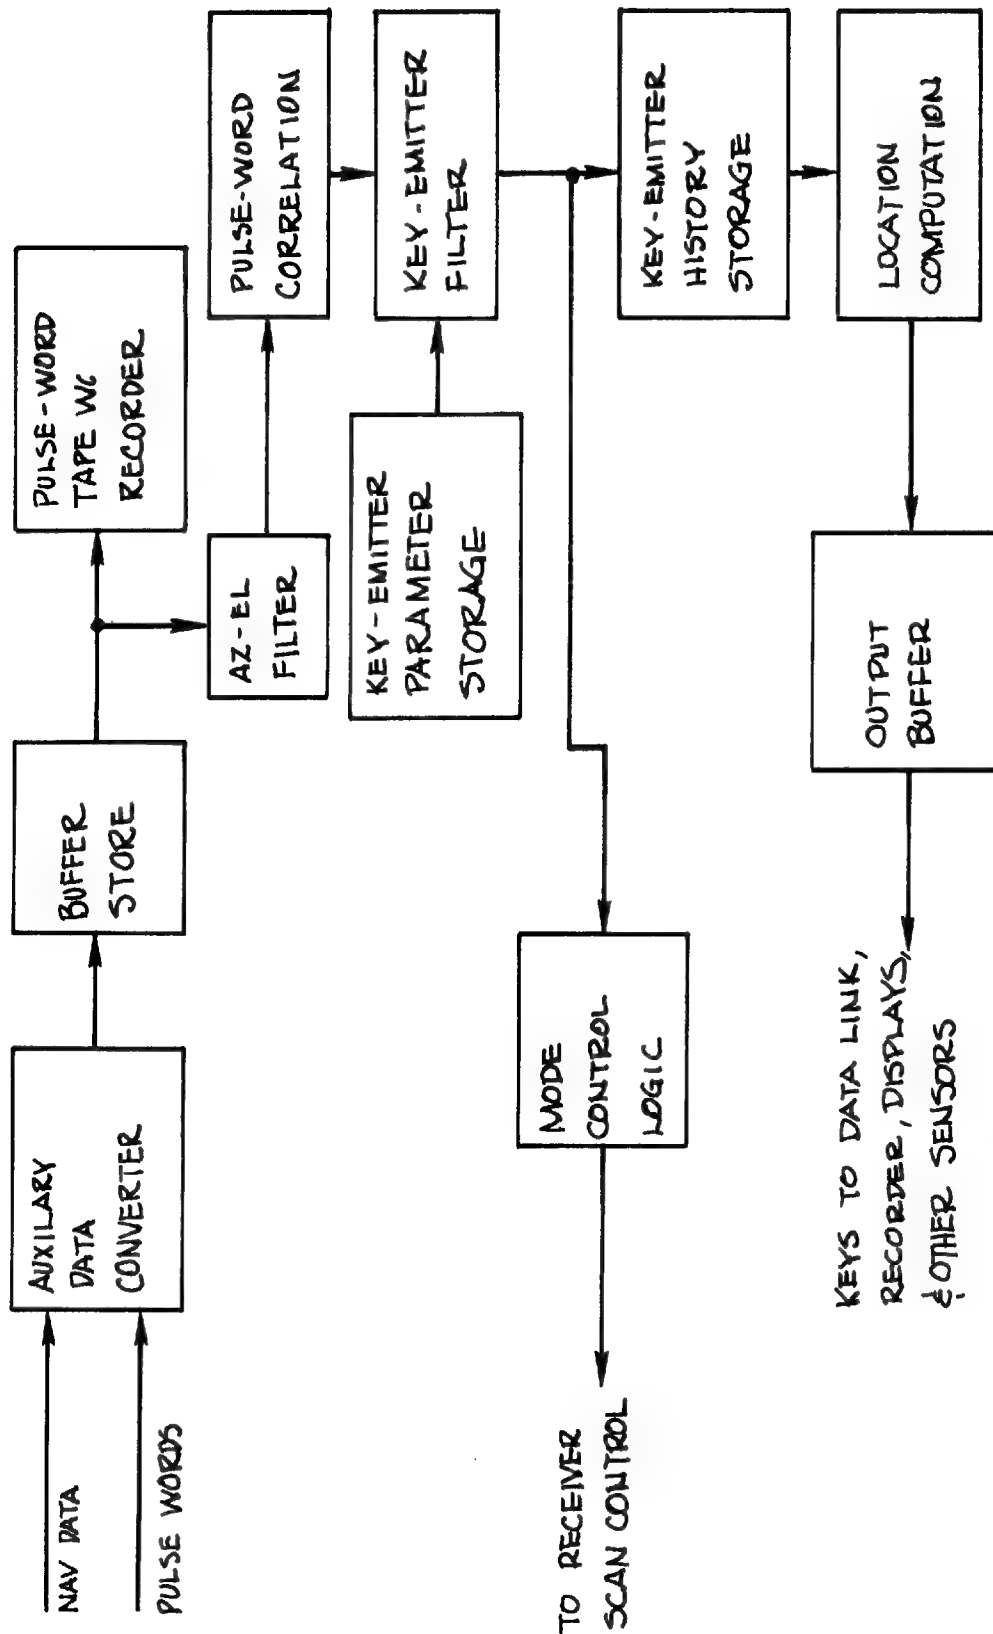 NAV DATA
PULSE WORDS
AUXILARY
DATA
CONVERTER
BUFFER
STORE
PULSE-WORD
TAPE WC
RECORDER
AZ-EL
FILTER
PULSE-WORD
CORRELATION
KEY-EMITTER
PARAMETER
STORAGE
KEY-EMITTER
FILTER
TO RECEIVER
SCAN CONTROL
MODE
CONTROL
LOGIC
KEY-EMITTER
HISTORY
STORAGE
LOCATION
COMPUTATION
OUTPUT
BUFFER
KEYS TO DATA LINK,
RECORDER, DISPLAYS,
& OTHER SENSORS